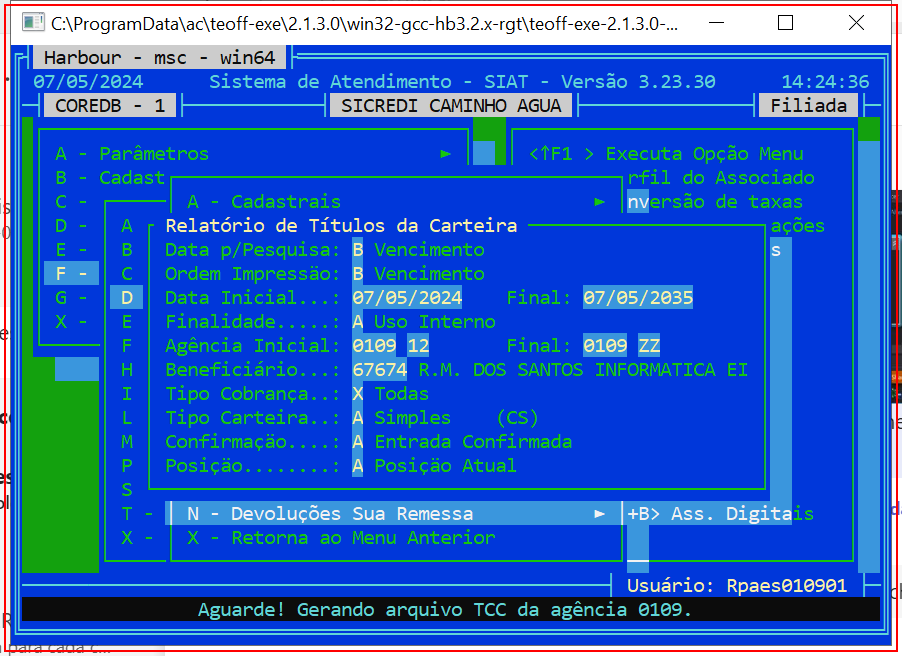 C:\ProgramData\ac\teoff-exe\2.1.3.0\win32-gcc-hb3.2.x-rgt\teoff-exe-2.1.3.0-...
Harbour - msc - win64
07/05/2024 Sistema de Atendimento - SIAT - Versão 3.23.30 14:24:36
COREDB - 1 SICREDI CAMINHO AGUA Filiada
A - Parâmetros ► <↑F1 > Executa Opção Menu
B - Cadast rfil do Associado
C - A - Cadastrais ► nversão de taxas
D - A Relatório de Títulos da Carteira ações
E - B Data p/Pesquisa: B Vencimento s
F - C Ordem Impressão: B Vencimento
G - D Data Inicial...: 07/05/2024 Final: 07/05/2035
X - E Finalidade.....: A Uso Interno
F Agência Inicial: 0109 12 Final: 0109 ZZ
H Beneficiário...: 67674 R.M. DOS SANTOS INFORMATICA EI
I Tipo Cobrança..: X Todas
L Tipo Carteira..: A Simples (CS)
M Confirmação....: A Entrada Confirmada
P Posição........: A Posição Atual
S
T - N - Devoluções Sua Remessa ► +B> Ass. Digitais
X - X - Retorna ao Menu Anterior
Usuário: Rpaes010901
Aguarde! Gerando arquivo TCC da agência 0109.